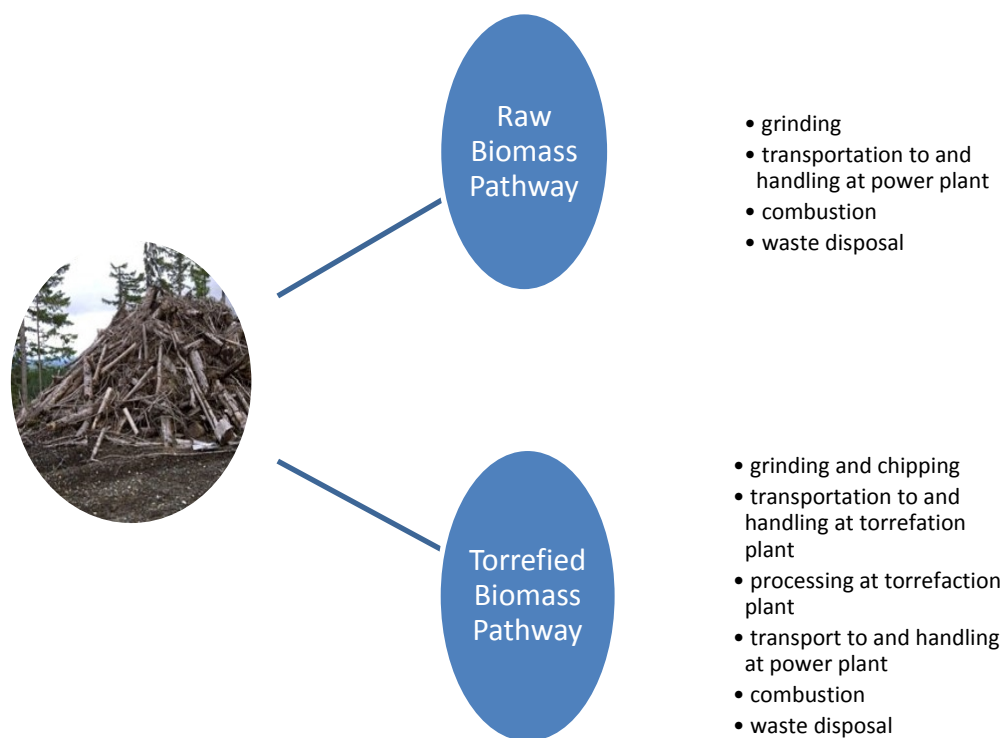 Raw
Biomass
Pathway
• grinding
• transportation to and
handling at power plant
• combustion
• waste disposal
Torrefied
Biomass
Pathway
• grinding and chipping
• transportation to and
handling at torrefation
plant
• processing at torrefaction
plant
• transport to and handling
at power plant
• combustion
• waste disposal